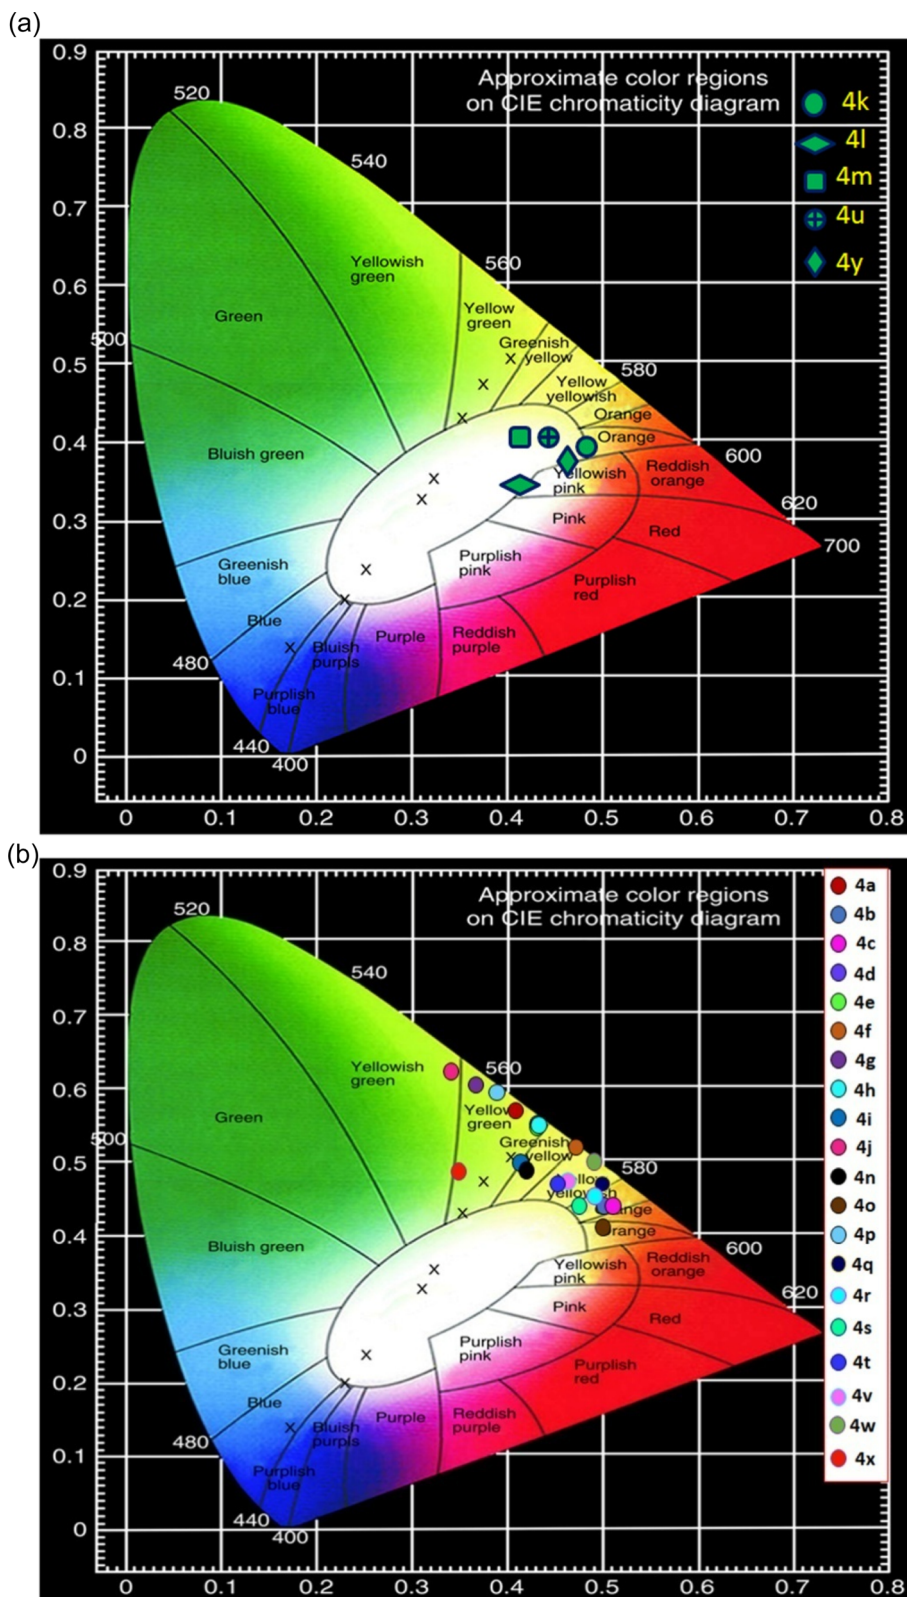 (a)
0.9
0.8
0.7
0.6
0.5
0.4
0.3
0.2
0.1
0
0
0.1
0.2
0.3
0.4
0.5
0.6
0.7
0.8
Approximate color regions
on CIE chromaticity diagram
4k
4l
4m
4u
4y
520
540
560
580
600
620
700
500
480
440
400
Yellowish
green
Green
Yellow
green
Greenish
yellow
Yellow
yellowish
Orange
Orange
Bluish green
Reddish
orange
Yellowish
pink
Pink
Red
Purplish
pink
Purplish
red
Greenish
blue
Blue
Purple
Reddish
purple
Bluish
purpls
Purplish
blue
(b)
0.9
0.8
0.7
0.6
0.5
0.4
0.3
0.2
0.1
0
0
0.1
0.2
0.3
0.4
0.5
0.6
0.7
0.8
Approximate color regions
on CIE chromaticity diagram
4a
4b
4c
4d
4e
4f
4g
4h
4i
4j
4n
4o
4p
4q
4r
4s
4t
4v
4w
4x
520
540
560
580
600
620
500
480
440
400
Yellowish
green
Green
Yellow
green
Greenish
yellow
Bluish green
Reddish
orange
Yellowish
pink
Pink
Red
Purplish
pink
Purplish
red
Greenish
blue
Blue
Purple
Reddish
purple
Bluish
purpls
Purplish
blue